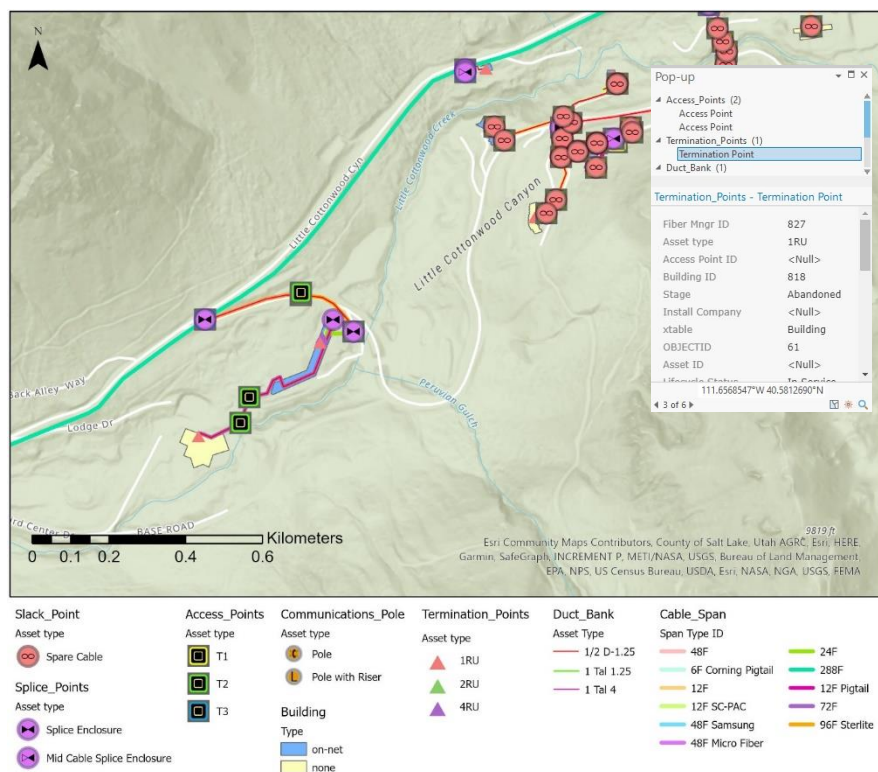 N
Pop-up
Access_Points (2)
Access Point
Access Point
Termination_Points (1)
Termination Point
Duct_Bank (1)
Termination_Points - Termination Point
Fiber Mngr ID 827
Asset type 1RU
Access Point ID <Null>
Building ID 818
Stage Abandoned
Install Company <Null>
xtable Building
OBJECTID 61
Asset ID <Null>
Lifecycle Status In Service
111.6568547°W 40.5812690°N
3 of 6
Little Cottonwood Cyn
Little Cottonwood Creek
Little Cottonwood Canyon
Peruvian Gulch
Back Alley Way
Lodge Dr
ard Center Dr
BASE ROAD
9819 ft
Kilometers
0 0.15 0.3 0.6
Esri Community Maps Contributors, County of Salt Lake, Utah AGRC, Esri, HERE,
Garmin, SafeGraph, INCREMENT P, METI/NASA, USGS, Bureau of Land Management,
EPA, NPS, US Census Bureau, USDA, Esri, NASA, NGA, USGS, FEMA
Slack_Point
Asset type
Spare Cable
Splice_Points
Asset type
Splice Enclosure
Mid Cable Splice Enclosure
Access_Points
Asset type
T1
T2
T3
Communications_Pole
Asset type
Pole
Pole with Riser
Building
Type
on-net
none
Termination_Points
Asset type
1RU
2RU
4RU
Duct_Bank
Asset Type
1/2 D-1.25
1 Tal 1.25
1 Tal 4
Cable_Span
Span Type ID
48F
6F Corning Pigtail
12F
12F SC-PAC
48F Samsung
48F Micro Fiber
24F
288F
12F Pigtail
72F
96F Sterlite